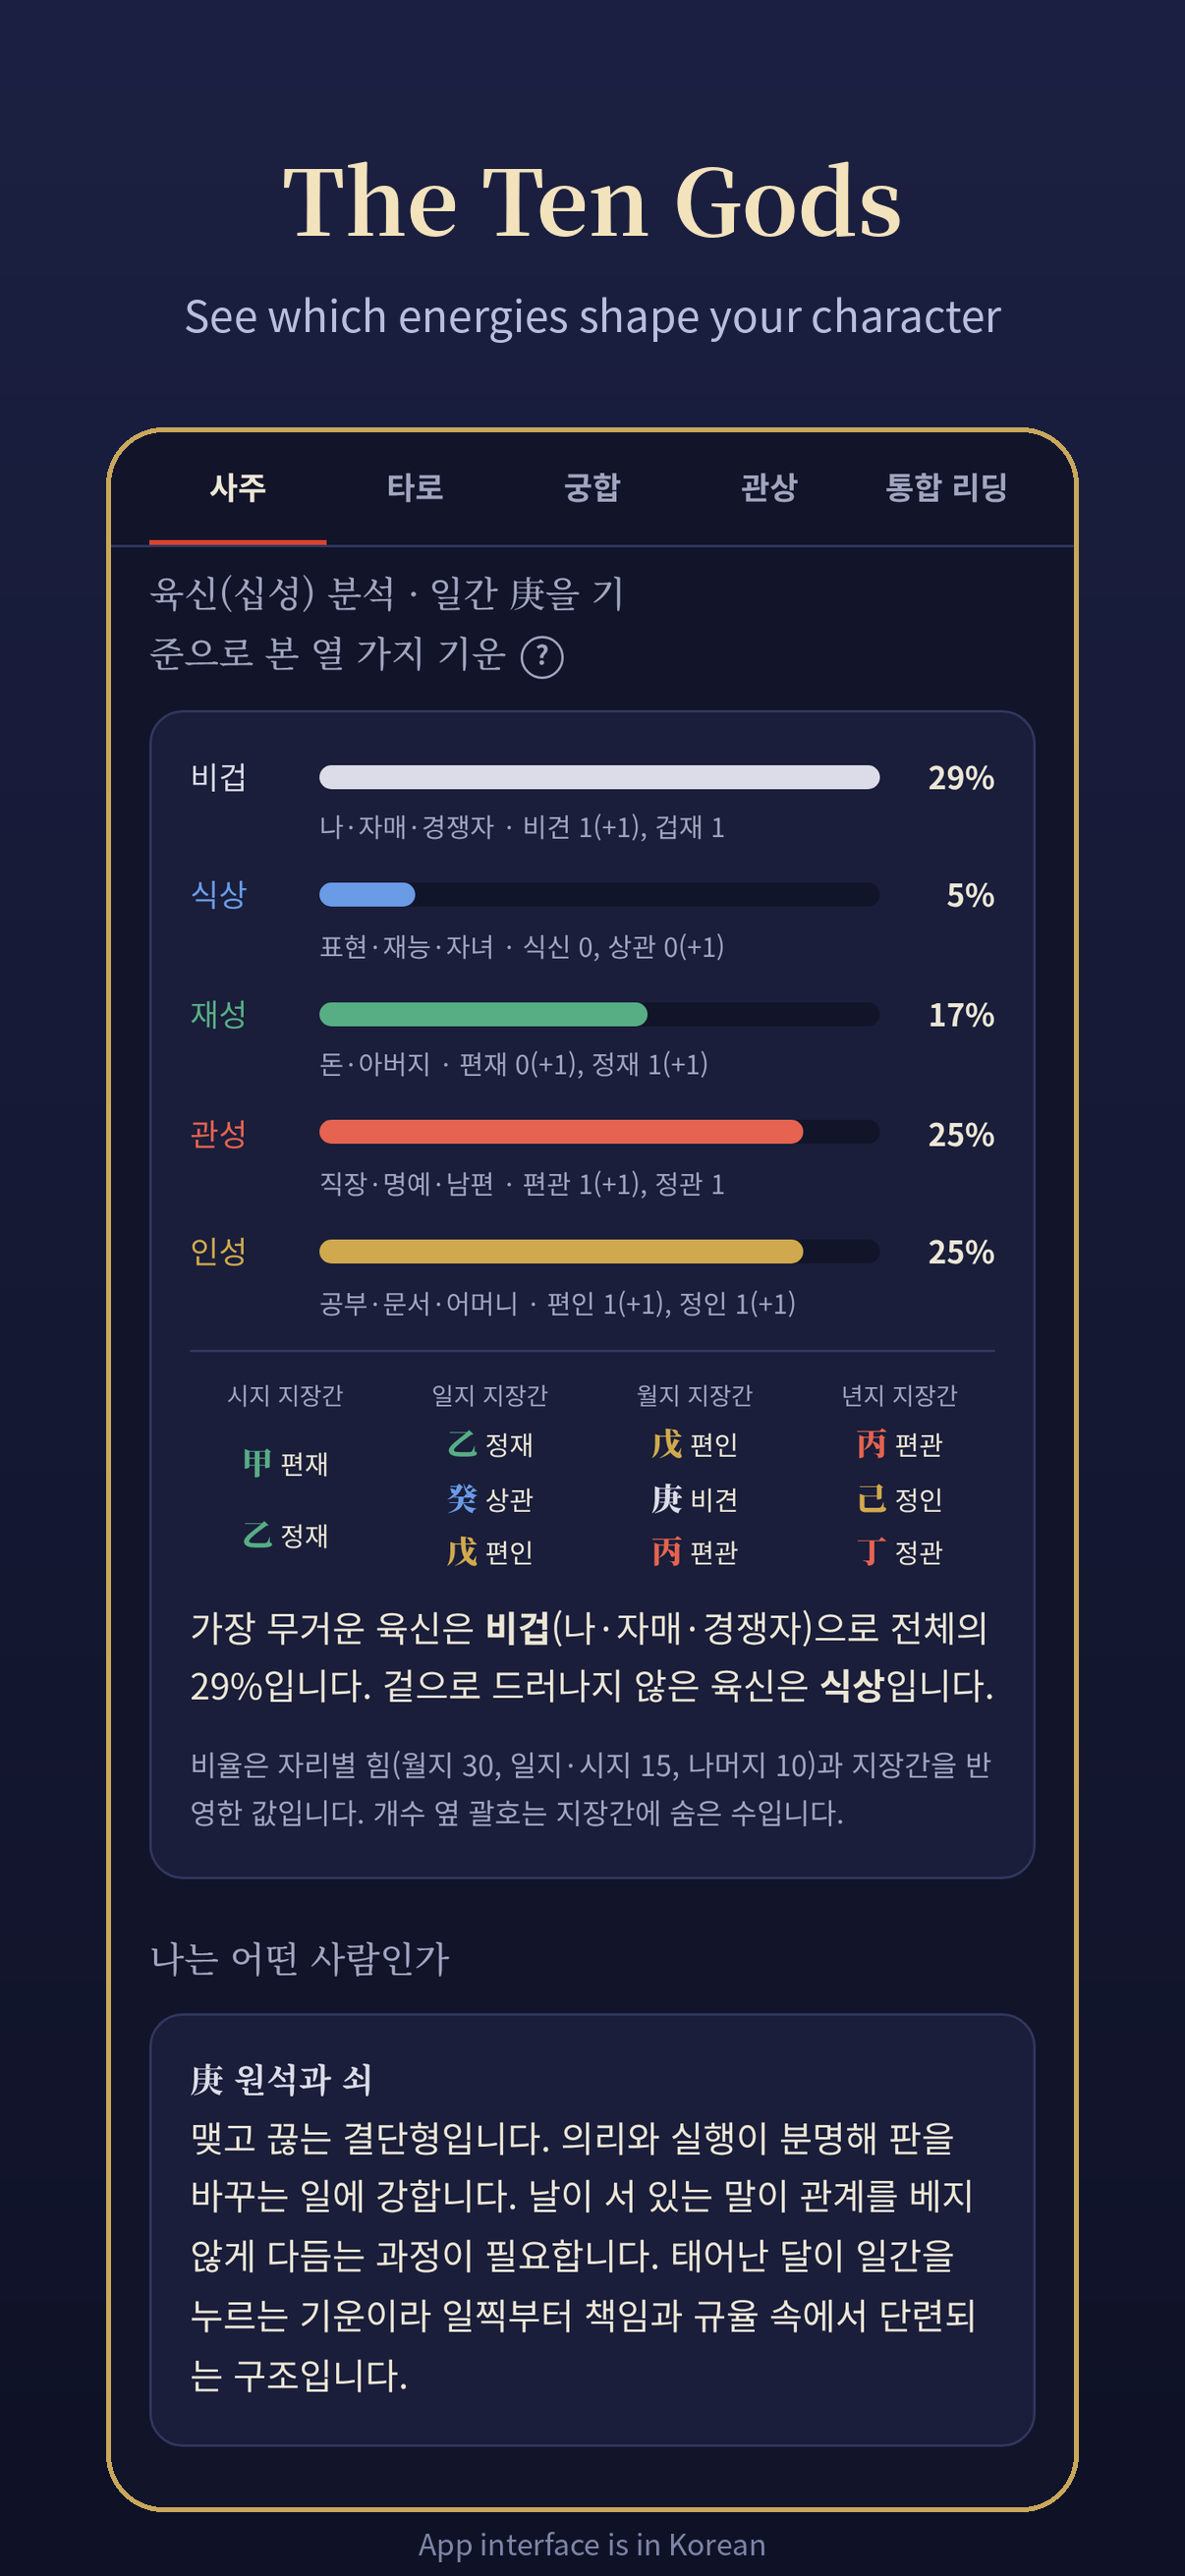 The Ten Gods
See which energies shape your character
사주 타로 궁합 관상 통합 리딩
육신(십성) 분석 · 일간 庚을 기
준으로 본 열 가지 기운 ?
비겁 29%
나·자매·경쟁자 · 비견 1(+1), 겁재 1
식상 5%
표현·재능·자녀 · 식신 0, 상관 0(+1)
재성 17%
돈·아버지 · 편재 0(+1), 정재 1(+1)
관성 25%
직장·명예·남편 · 편관 1(+1), 정관 1
인성 25%
공부·문서·어머니 · 편인 1(+1), 정인 1(+1)
시지 지장간 일지 지장간 월지 지장간 년지 지장간
甲 편재
乙 정재
乙 정재
癸 상관
戊 편인
戊 편인
庚 비견
丙 편관
丙 편관
己 정인
丁 정관
가장 무거운 육신은 비겁(나·자매·경쟁자)으로 전체의
29%입니다. 겉으로 드러나지 않은 육신은 식상입니다.
비율은 자리별 힘(월지 30, 일지·시지 15, 나머지 10)과 지장간을 반
영한 값입니다. 개수 옆 괄호는 지장간에 숨은 수입니다.
나는 어떤 사람인가
庚 원석과 쇠
맺고 끊는 결단형입니다. 의리와 실행이 분명해 판을
바꾸는 일에 강합니다. 날이 서 있는 말이 관계를 베지
않게 다듬는 과정이 필요합니다. 태어난 달이 일간을
누르는 기운이라 일찍부터 책임과 규율 속에서 단련되
는 구조입니다.
App interface is in Korean